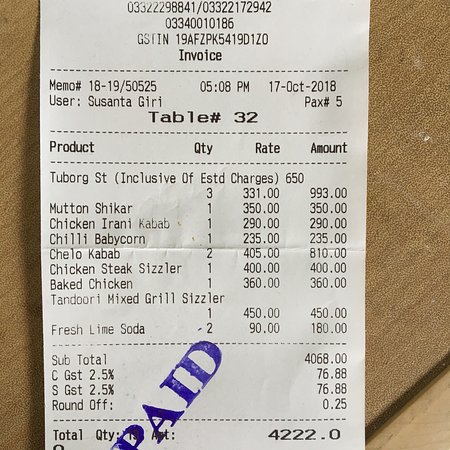 03322298841/03322172942
03340010186
GSTIN 19AFZPK5419D1Z0
Invoice
Memo# 18-19/50525 05:08 PM 17-Oct-2018
User: Susanta Giri Pax# 5
Table# 32
Product Qty Rate Amount
Tuborg St (Inclusive Of Estd Charges) 650
3 331.00 993.00
Mutton Shikar 1 350.00 350.00
Chicken Irani Kabab 1 290.00 290.00
Chilli Babycorn 1 235.00 235.00
Chelo Kabab 2 405.00 810.00
Chicken Steak Sizzler 1 400.00 400.00
Baked Chicken 1 360.00 360.00
Tandoori Mixed Grill Sizzler
1 450.00 450.00
Fresh Lime Soda 2 90.00 180.00
Sub Total 4068.00
C Gst 2.5% 76.88
S Gst 2.5% 76.88
Round Off: 0.25
PAID
Total Qty: 4222.0